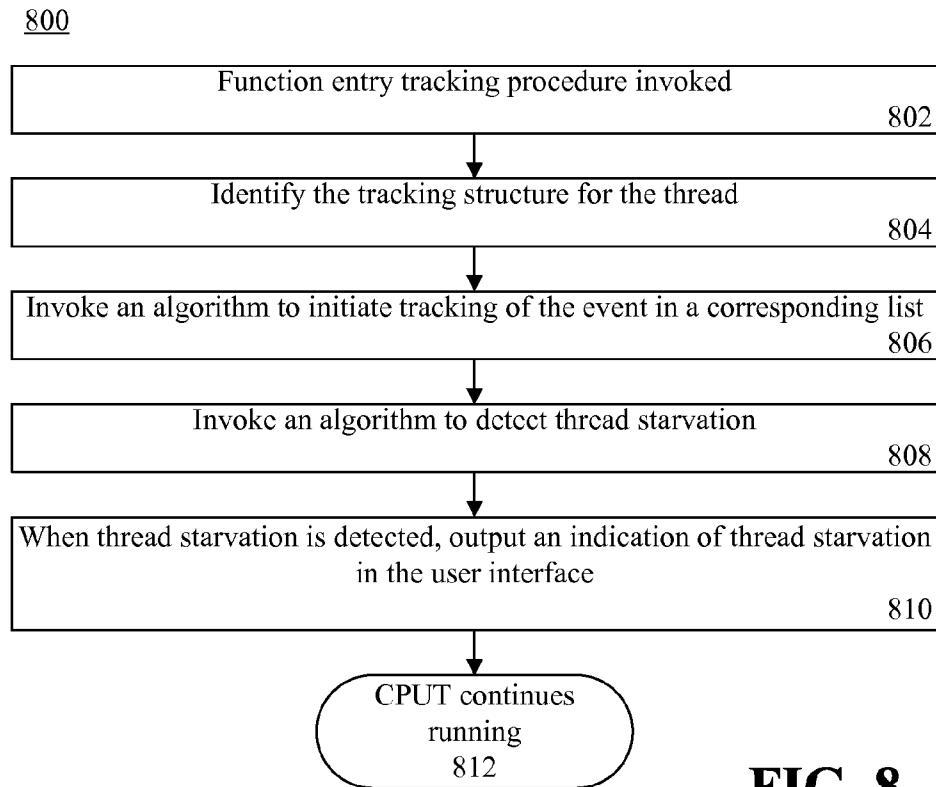 800
Function entry tracking procedure invoked
802
Identify the tracking structure for the thread
804
Invoke an algorithm to initiate tracking of the event in a corresponding list
806
Invoke an algorithm to detect thread starvation
808
When thread starvation is detected, output an indication of thread starvation
in the user interface
810
CPUT continues
running
812
FIG. 8